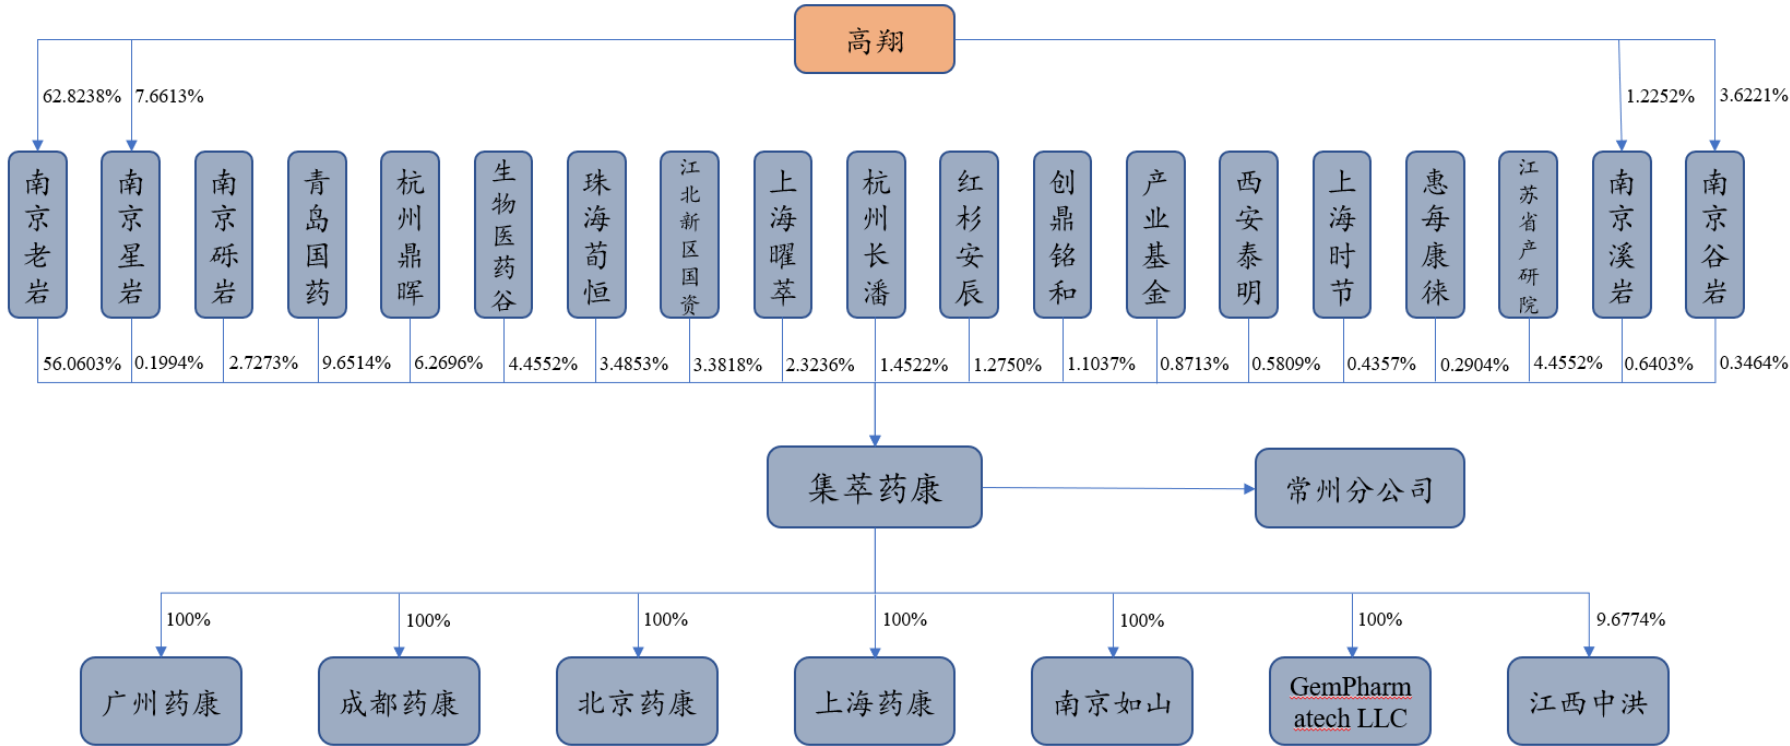 高翔
62.8238%
7.6613%
1.2252%
3.6221%
南京老岩
南京星岩
南京砾岩
青岛国药
杭州鼎晖
生物医药谷
珠海荀恒
江北新区国资
上海曜萃
杭州长潘
红杉安辰
创鼎铭和
产业基金
西安泰明
上海时节
惠每康徕
江苏省产研院
南京溪岩
南京谷岩
56.0603%
0.1994%
2.7273%
9.6514%
6.2696%
4.4552%
3.4853%
3.3818%
2.3236%
1.4522%
1.2750%
1.1037%
0.8713%
0.5809%
0.4357%
0.2904%
4.4552%
0.6403%
0.3464%
集萃药康
常州分公司
100%
100%
100%
100%
100%
100%
9.6774%
广州药康
成都药康
北京药康
上海药康
南京如山
GemPharm
atech LLC
江西中洪